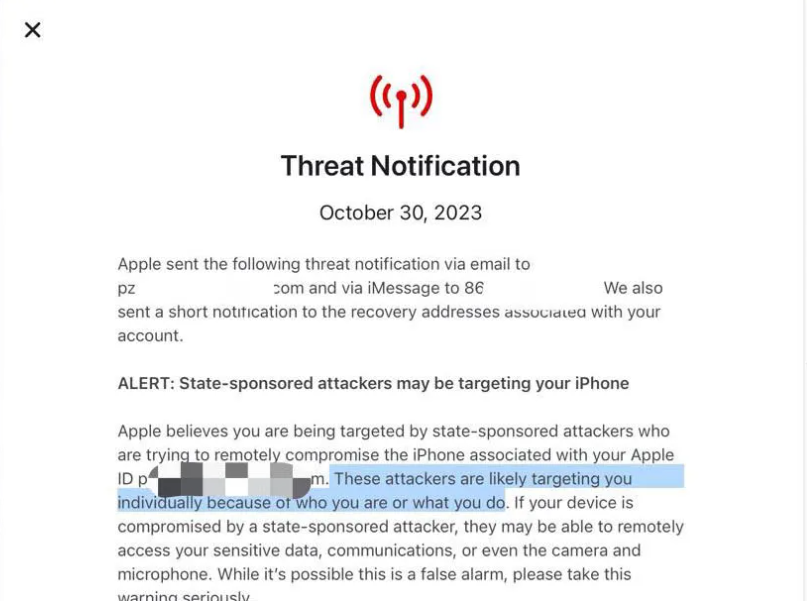 Threat Notification
October 30, 2023
Apple sent the following threat notification via email to
pz com and via iMessage to 86 We also
sent a short notification to the recovery addresses associated with your
account.
ALERT: State-sponsored attackers may be targeting your iPhone
Apple believes you are being targeted by state-sponsored attackers who
are trying to remotely compromise the iPhone associated with your Apple
ID p m. These attackers are likely targeting you
individually because of who you are or what you do. If your device is
compromised by a state-sponsored attacker, they may be able to remotely
access your sensitive data, communications, or even the camera and
microphone. While it's possible this is a false alarm, please take this
warning seriously.